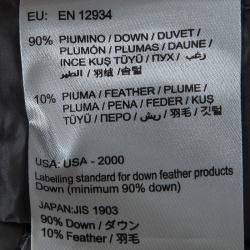 EU: EN 12934
90% PIUMINO / DOWN / DUVET /
PLUMÓN / PLUMAS / DAUNE /
INCE KUŞ TÜYÜ / ПУХ / زغب
الطير / 羽绒 / 솜털
10% PIUMA / FEATHER / PLUME /
PLUMA / PENA / FEDER / KUŞ
TÜYÜ / ПЕРО / ريش / 羽毛 / 깃털
USA: USA - 2000
Labelling standard for down feather products
Down (minimum 90% down)
JAPAN:JIS 1903
90% Down / ダウン
10% Feather / 羽毛